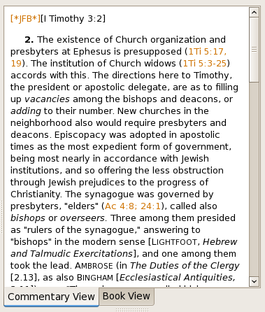 [*JFB*][I Timothy 3:2]
2. The existence of Church organization and
presbyters at Ephesus is presupposed (1Ti 5:17,
19). The institution of Church widows (1Ti 5:3-25)
accords with this. The directions here to Timothy,
the president or apostolic delegate, are as to filling
up vacancies among the bishops and deacons, or
adding to their number. New churches in the
neighborhood also would require presbyters and
deacons. Episcopacy was adopted in apostolic
times as the most expedient form of government,
being most nearly in accordance with Jewish
institutions, and so offering the less obstruction
through Jewish prejudices to the progress of
Christianity. The synagogue was governed by
presbyters, "elders" (Ac 4:8; 24:1), called also
bishops or overseers. Three among them presided
as "rulers of the synagogue," answering to
"bishops" in the modern sense [LIGHTFOOT, Hebrew
and Talmudic Exercitations], and one among them
took the lead. AMBROSE (in The Duties of the Clergy
[2.13], as also BINGHAM [Ecclesiastical Antiquities,
Commentary View Book View